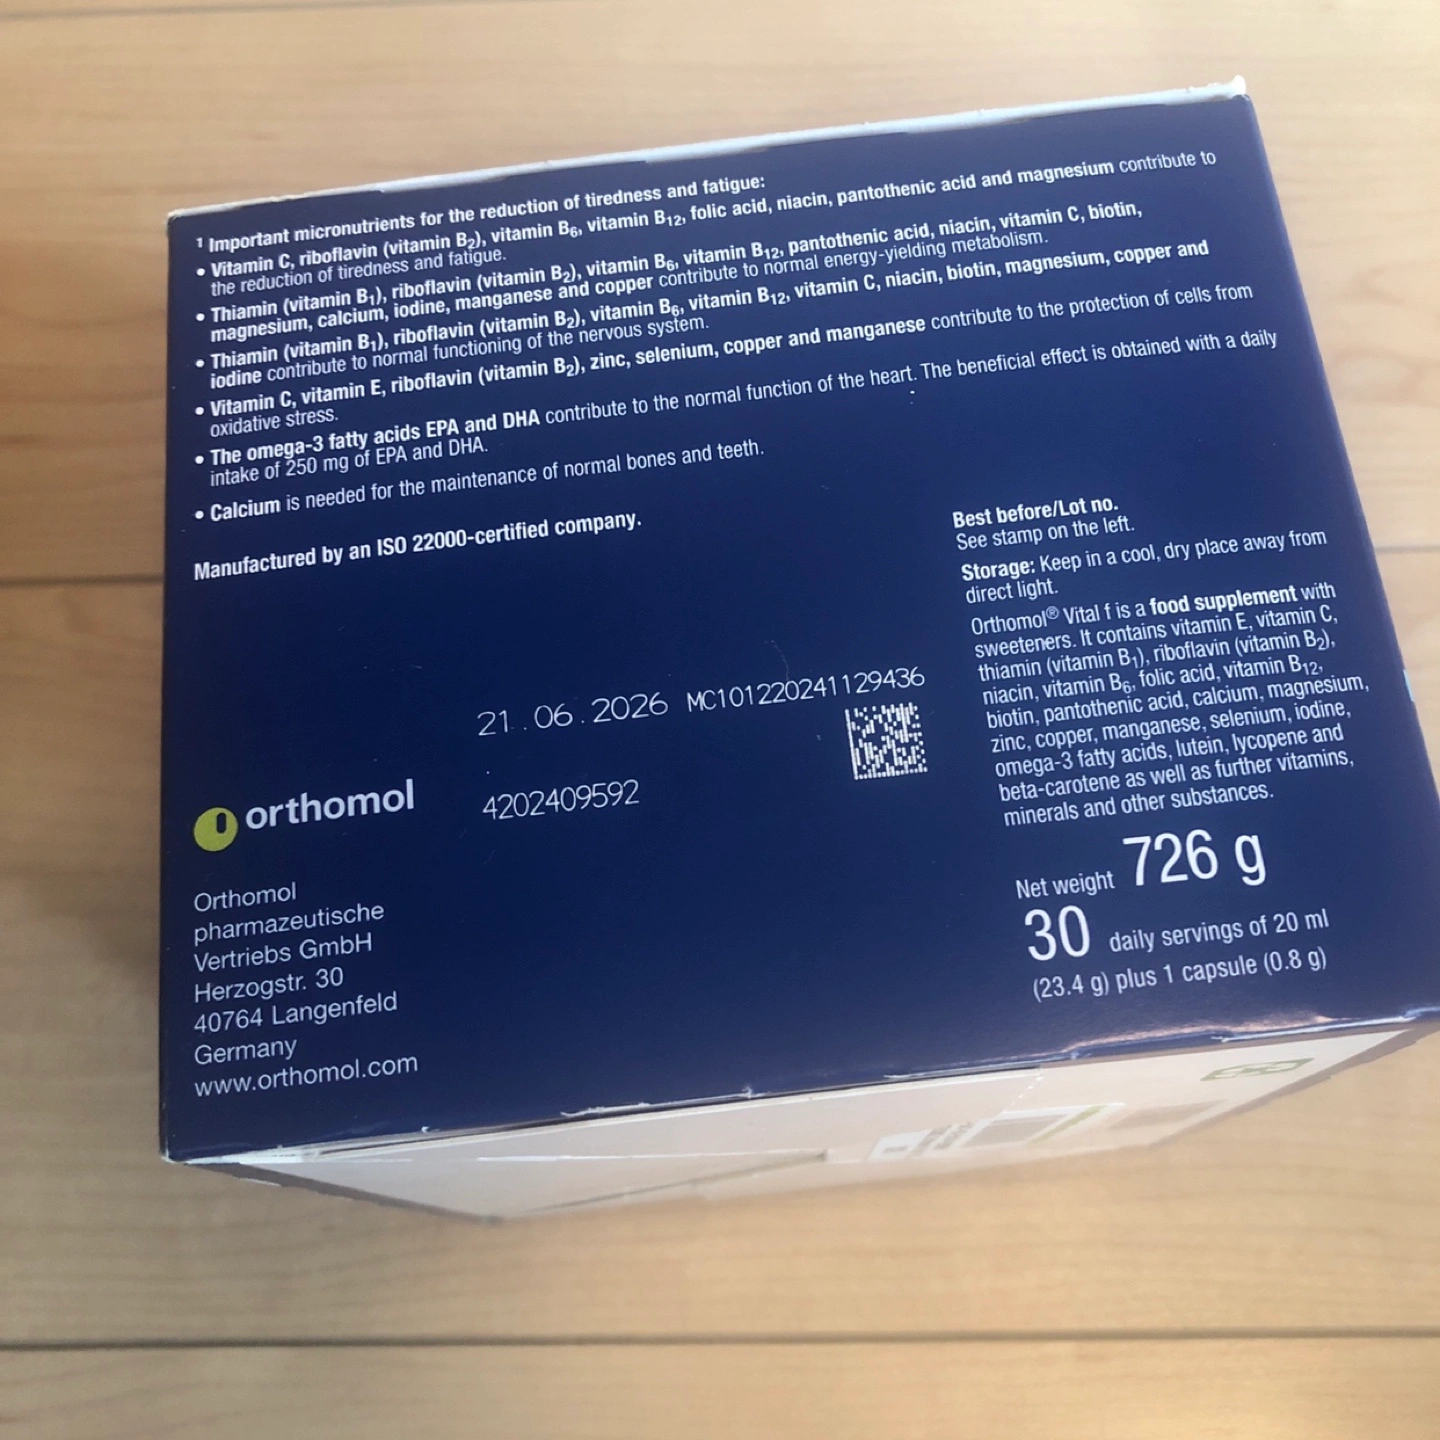 ¹ Important micronutrients for the reduction of tiredness and fatigue:
• Vitamin C, riboflavin (vitamin B₂), vitamin B₆, vitamin B₁₂, folic acid, niacin, pantothenic acid and magnesium contribute to
the reduction of tiredness and fatigue.
• Thiamin (vitamin B₁), riboflavin (vitamin B₂), vitamin B₆, vitamin B₁₂, pantothenic acid, niacin, vitamin C, biotin,
magnesium, calcium, iodine, manganese and copper contribute to normal energy-yielding metabolism.
• Thiamin (vitamin B₁), riboflavin (vitamin B₂), vitamin B₆, vitamin B₁₂, vitamin C, niacin, biotin, magnesium, copper and
iodine contribute to normal functioning of the nervous system.
• Vitamin C, vitamin E, riboflavin (vitamin B₂), zinc, selenium, copper and manganese contribute to the protection of cells from
oxidative stress.
• The omega-3 fatty acids EPA and DHA contribute to the normal function of the heart. The beneficial effect is obtained with a daily
intake of 250 mg of EPA and DHA.
• Calcium is needed for the maintenance of normal bones and teeth.
Manufactured by an ISO 22000-certified company.
Best before/Lot no.
See stamp on the left.
Storage: Keep in a cool, dry place away from
direct light.
Orthomol® Vital f is a food supplement with
sweeteners. It contains vitamin E, vitamin C,
thiamin (vitamin B₁), riboflavin (vitamin B₂),
niacin, vitamin B₆, folic acid, vitamin B₁₂,
biotin, pantothenic acid, calcium, magnesium,
zinc, copper, manganese, selenium, iodine,
omega-3 fatty acids, lutein, lycopene and
beta-carotene as well as further vitamins,
minerals and other substances.
21.06.2026 MC101220241129436
4202409592
orthomol
Orthomol
pharmazeutische
Vertriebs GmbH
Herzogstr. 30
40764 Langenfeld
Germany
www.orthomol.com
Net weight 726 g
30 daily servings of 20 ml
(23.4 g) plus 1 capsule (0.8 g)